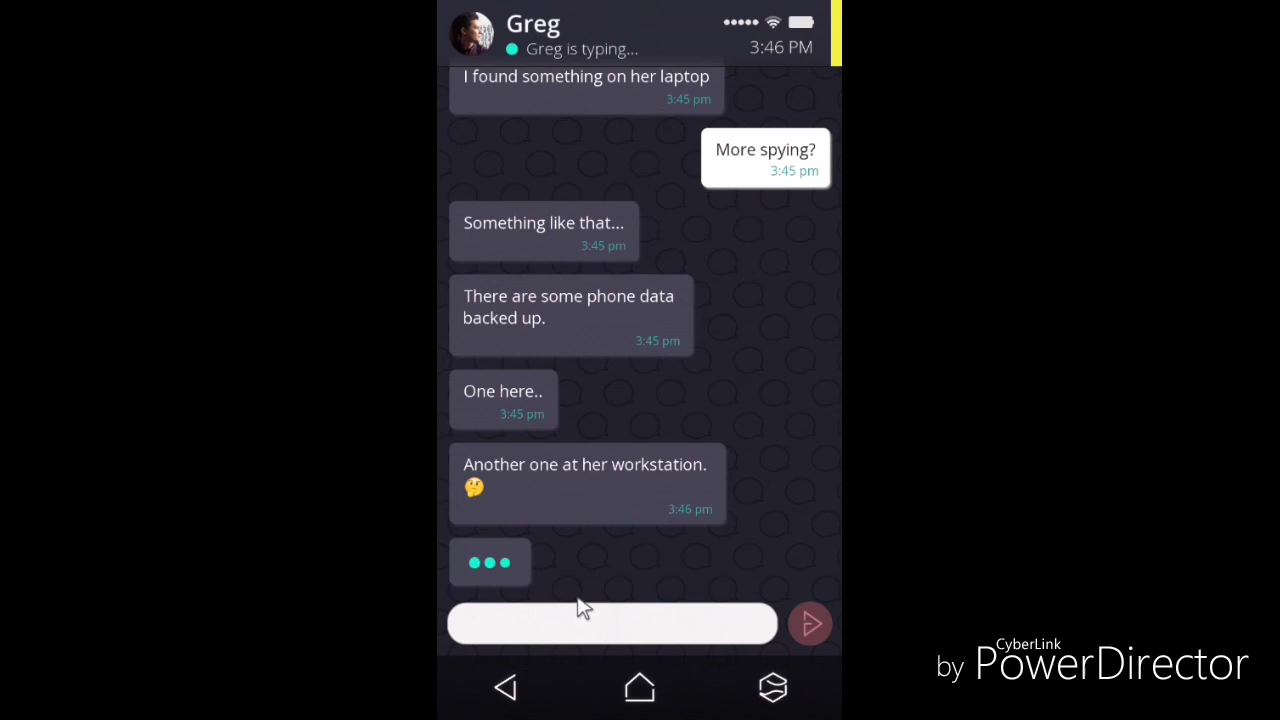 Greg
Greg is typing...
3:46 PM
I found something on her laptop
3:45 pm
More spying?
3:45 pm
Something like that...
3:45 pm
There are some phone data
backed up.
3:45 pm
One here..
3:45 pm
Another one at her workstation.
🤔
3:46 pm
CyberLink
by PowerDirector